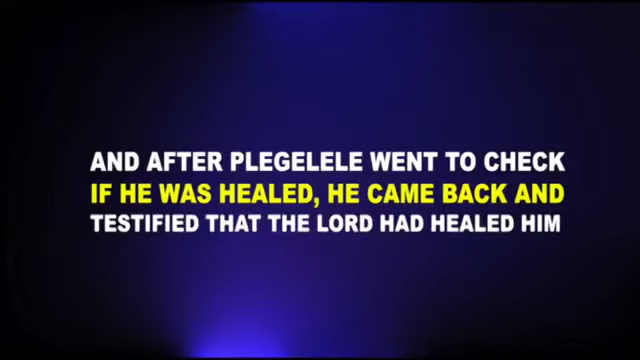 AND AFTER PLEGELELE WENT TO CHECK
IF HE WAS HEALED, HE CAME BACK AND
TESTIFIED THAT THE LORD HAD HEALED HIM